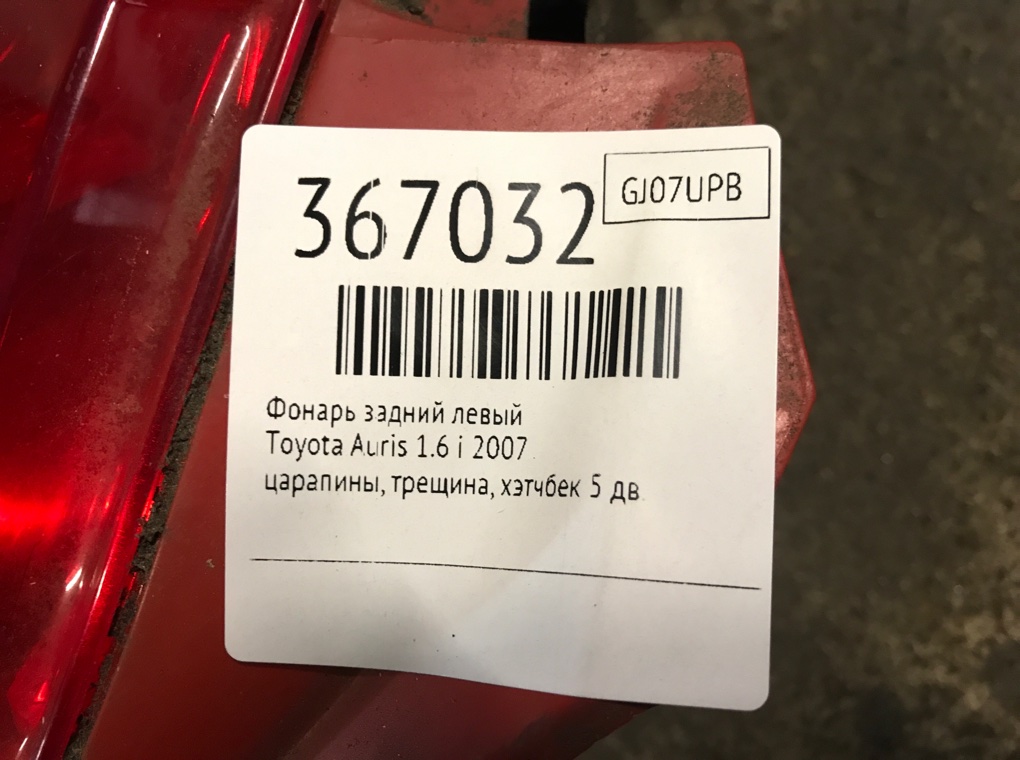 367032
GJ07UPB
Фонарь задний левый
Toyota Auris 1.6 i 2007
царапины, трещина, хэтчбек 5 дв